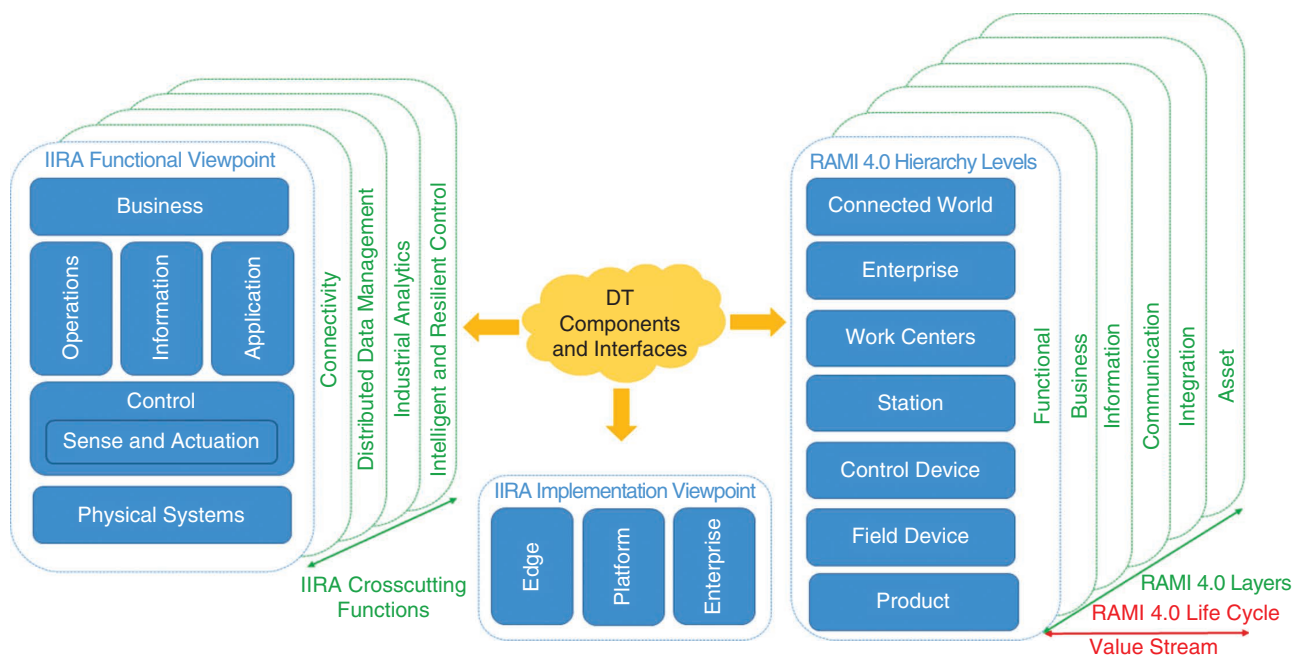 IIRA Functional Viewpoint
Business
Operations
Information
Application
Control
Sense and Actuation
Physical Systems
Connectivity
Distributed Data Management
Industrial Analytics
Intelligent and Resilient Control
IIRA Crosscutting
Functions
DT
Components
and Interfaces
IIRA Implementation Viewpoint
Edge
Platform
Enterprise
RAMI 4.0 Hierarchy Levels
Connected World
Enterprise
Work Centers
Station
Control Device
Field Device
Product
Functional
Business
Information
Communication
Integration
Asset
RAMI 4.0 Layers
RAMI 4.0 Life Cycle
Value Stream